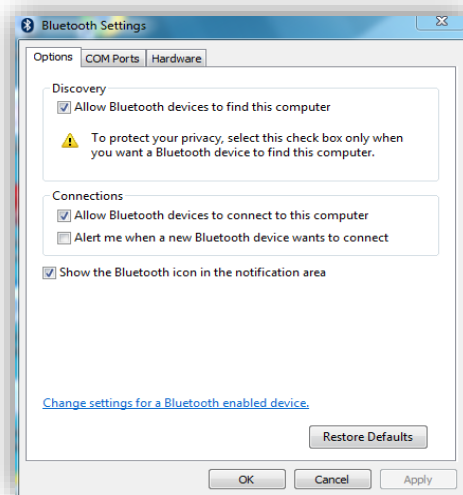 Bluetooth Settings
Options COM Ports Hardware
Discovery
Allow Bluetooth devices to find this computer
To protect your privacy, select this check box only when
you want a Bluetooth device to find this computer.
Connections
Allow Bluetooth devices to connect to this computer
Alert me when a new Bluetooth device wants to connect
Show the Bluetooth icon in the notification area
Change settings for a Bluetooth enabled device.
Restore Defaults
OK Cancel Apply